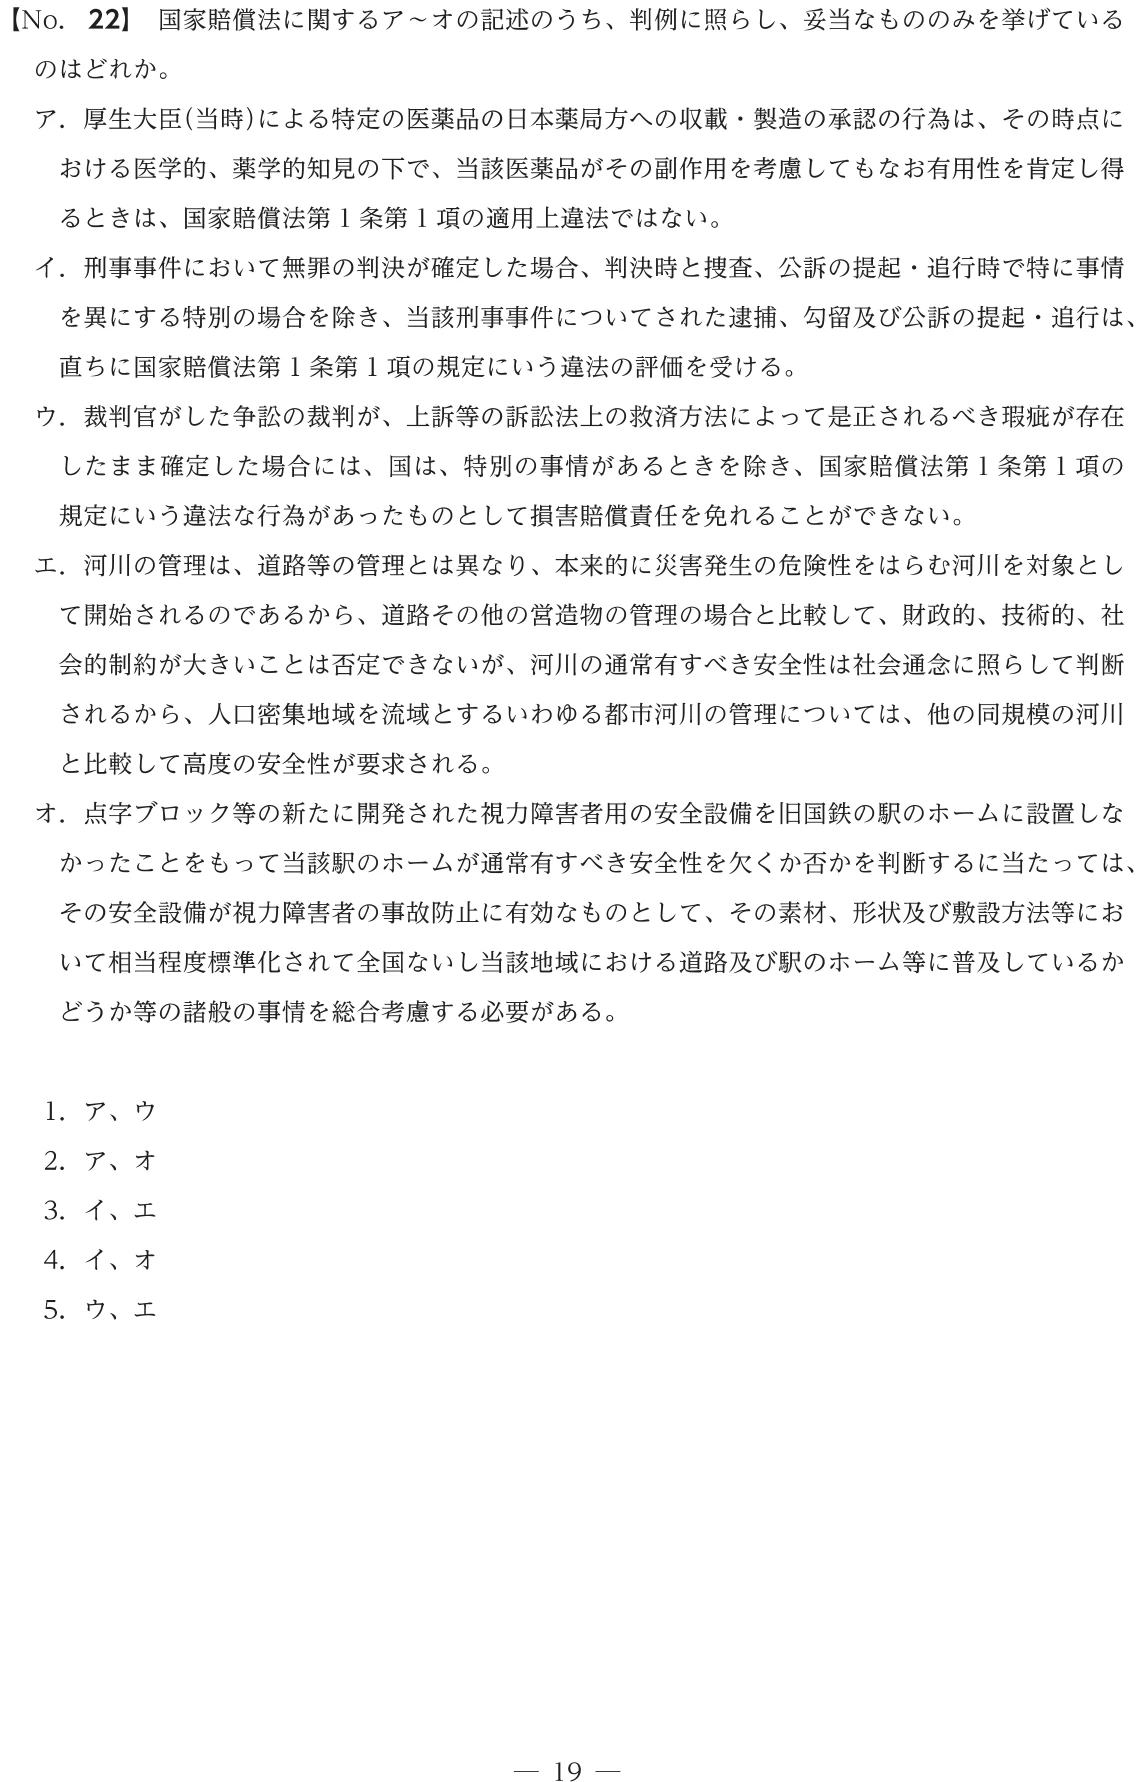 【No. 22】 国家賠償法に関するア～オの記述のうち、判例に照らし、妥当なもののみを挙げている
のはどれか。
ア．厚生大臣(当時)による特定の医薬品の日本薬局方への収載・製造の承認の行為は、その時点に
おける医学的、薬学的知見の下で、当該医薬品がその副作用を考慮してもなお有用性を肯定し得
るときは、国家賠償法第1条第1項の適用上違法ではない。
イ．刑事事件において無罪の判決が確定した場合、判決時と捜査、公訴の提起・追行時で特に事情
を異にする特別の場合を除き、当該刑事事件についてされた逮捕、勾留及び公訴の提起・追行は、
直ちに国家賠償法第1条第1項の規定にいう違法の評価を受ける。
ウ．裁判官がした争訟の裁判が、上訴等の訴訟法上の救済方法によって是正されるべき瑕疵が存在
したまま確定した場合には、国は、特別の事情があるときを除き、国家賠償法第1条第1項の
規定にいう違法な行為があったものとして損害賠償責任を免れることができない。
エ．河川の管理は、道路等の管理とは異なり、本来的に災害発生の危険性をはらむ河川を対象とし
て開始されるのであるから、道路その他の営造物の管理の場合と比較して、財政的、技術的、社
会的制約が大きいことは否定できないが、河川の通常有すべき安全性は社会通念に照らして判断
されるから、人口密集地域を流域とするいわゆる都市河川の管理については、他の同規模の河川
と比較して高度の安全性が要求される。
オ．点字ブロック等の新たに開発された視力障害者用の安全設備を旧国鉄の駅のホームに設置しな
かったことをもって当該駅のホームが通常有すべき安全性を欠くか否かを判断するに当たっては、
その安全設備が視力障害者の事故防止に有効なものとして、その素材、形状及び敷設方法等にお
いて相当程度標準化されて全国ないし当該地域における道路及び駅のホーム等に普及しているか
どうか等の諸般の事情を総合考慮する必要がある。
1．ア、ウ
2．ア、オ
3．イ、エ
4．イ、オ
5．ウ、エ
― 19 ―